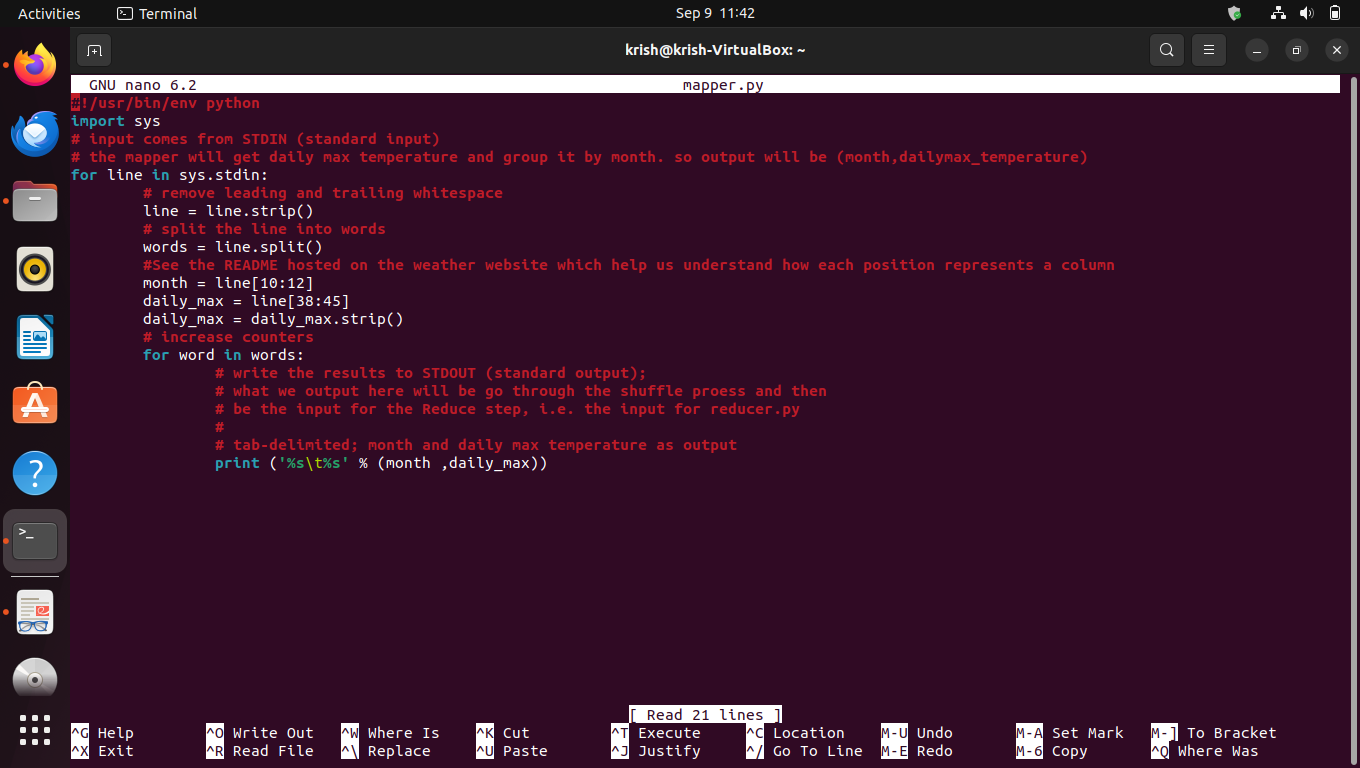 Activities Terminal Sep 9 11:42
krish@krish-VirtualBox: ~
GNU nano 6.2 mapper.py
#!/usr/bin/env python
import sys
# input comes from STDIN (standard input)
# the mapper will get daily max temperature and group it by month. so output will be (month,dailymax_temperature)
for line in sys.stdin:
        # remove leading and trailing whitespace
        line = line.strip()
        # split the line into words
        words = line.split()
        #See the README hosted on the weather website which help us understand how each position represents a column
        month = line[10:12]
        daily_max = line[38:45]
        daily_max = daily_max.strip()
        # increase counters
        for word in words:
                # write the results to STDOUT (standard output);
                # what we output here will be go through the shuffle proess and then
                # be the input for the Reduce step, i.e. the input for reducer.py
                #
                # tab-delimited; month and daily max temperature as output
                print ('%s\t%s' % (month ,daily_max))
[ Read 21 lines ]
^G Help ^O Write Out ^W Where Is ^K Cut ^T Execute ^C Location M-U Undo M-A Set Mark M-] To Bracket
^X Exit ^R Read File ^\ Replace ^U Paste ^J Justify ^/ Go To Line M-E Redo M-6 Copy ^Q Where Was